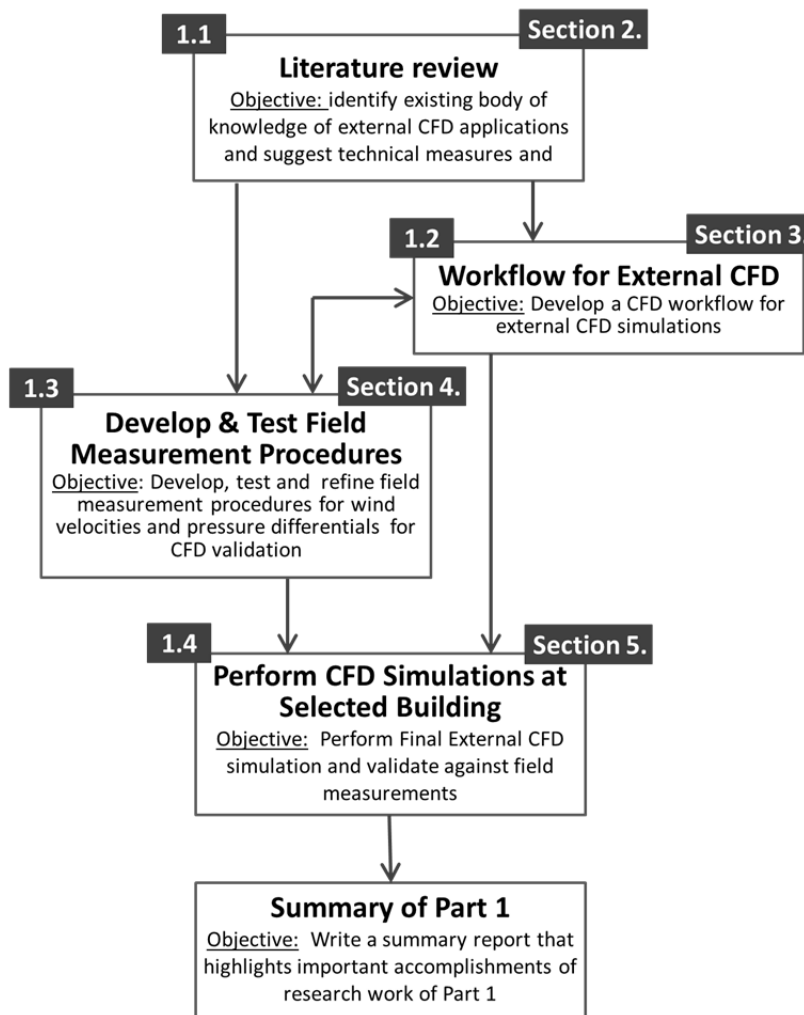 1.1
Section 2.
Literature review
Objective: identify existing body of
knowledge of external CFD applications
and suggest technical measures and
1.2
Section 3.
Workflow for External CFD
Objective: Develop a CFD workflow for
external CFD simulations
1.3
Section 4.
Develop & Test Field
Measurement Procedures
Objective: Develop, test and refine field
measurement procedures for wind
velocities and pressure differentials for
CFD validation
1.4
Section 5.
Perform CFD Simulations at
Selected Building
Objective: Perform Final External CFD
simulation and validate against field
measurements
Summary of Part 1
Objective: Write a summary report that
highlights important accomplishments of
research work of Part 1